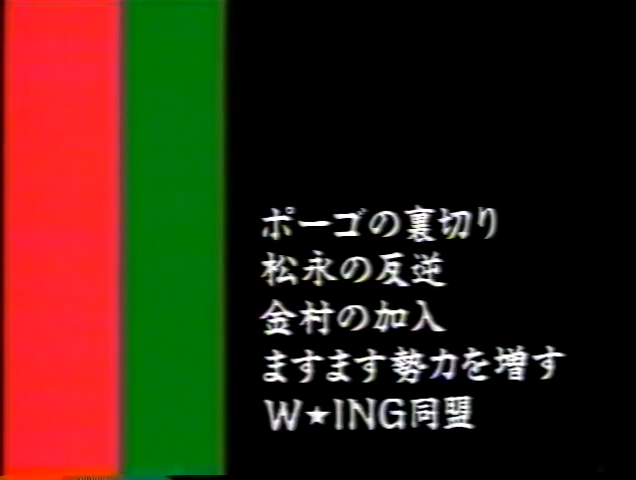 ポーゴの裏切り
松永の反逆
金村の加入
ますます勢力を増す
W★ING同盟